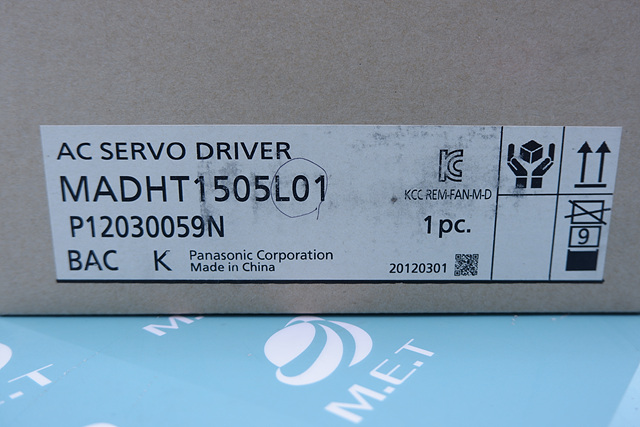 AC SERVO DRIVER
MADHT1505L01
P12030059N
BAC K Panasonic Corporation
Made in China
KCC-REM-FAN-M-D
1 pc.
20120301
9
M.E.T